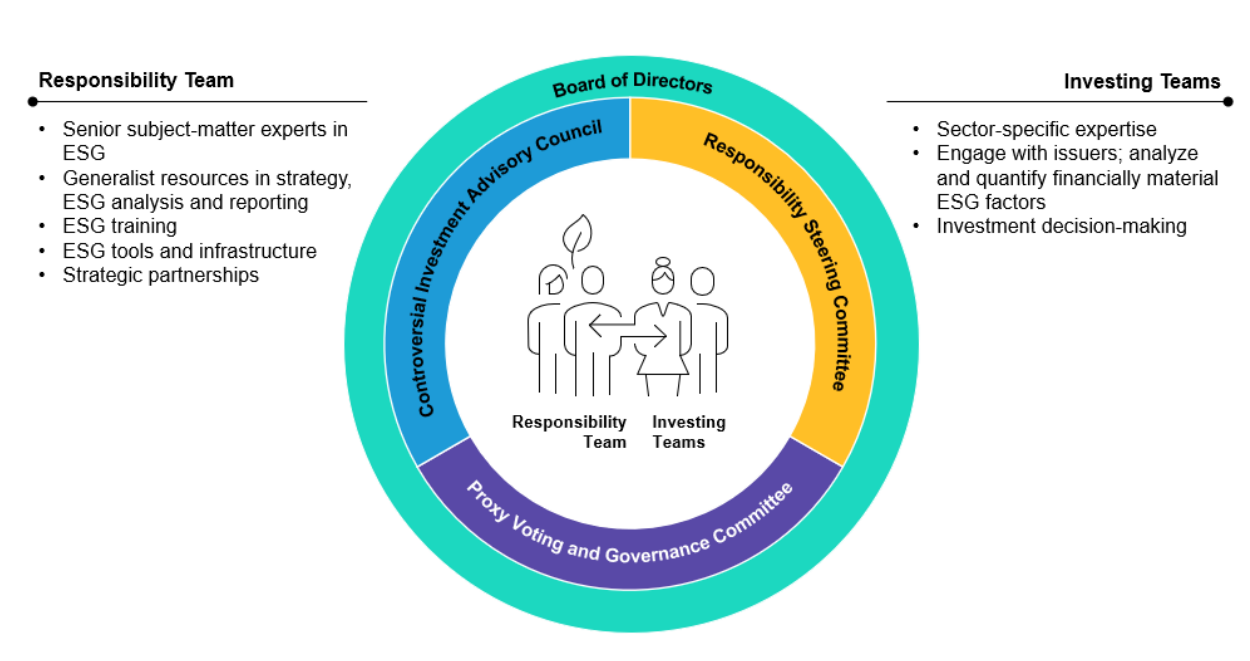 Responsibility Team
• Senior subject-matter experts in
ESG
• Generalist resources in strategy,
ESG analysis and reporting
• ESG training
• ESG tools and infrastructure
• Strategic partnerships
Board of Directors
Controversial Investment Advisory Council
Responsibility Steering Committee
Proxy Voting and Governance Committee
Responsibility
Team
Investing
Teams
Investing Teams
• Sector-specific expertise
• Engage with issuers; analyze
and quantify financially material
ESG factors
• Investment decision-making